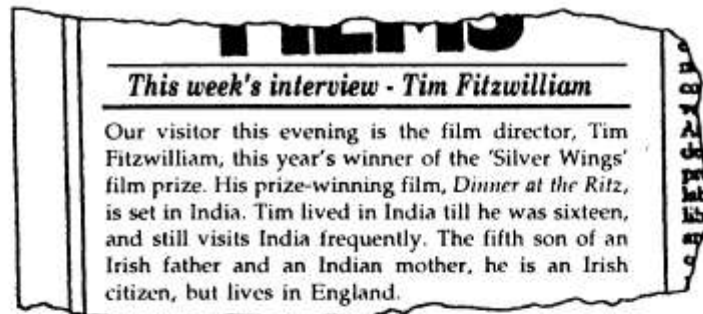 FILMS
This week's interview - Tim Fitzwilliam
Our visitor this evening is the film director, Tim
Fitzwilliam, this year's winner of the 'Silver Wings'
film prize. His prize-winning film, Dinner at the Ritz,
is set in India. Tim lived in India till he was sixteen,
and still visits India frequently. The fifth son of an
Irish father and an Indian mother, he is an Irish
citizen, but lives in England.